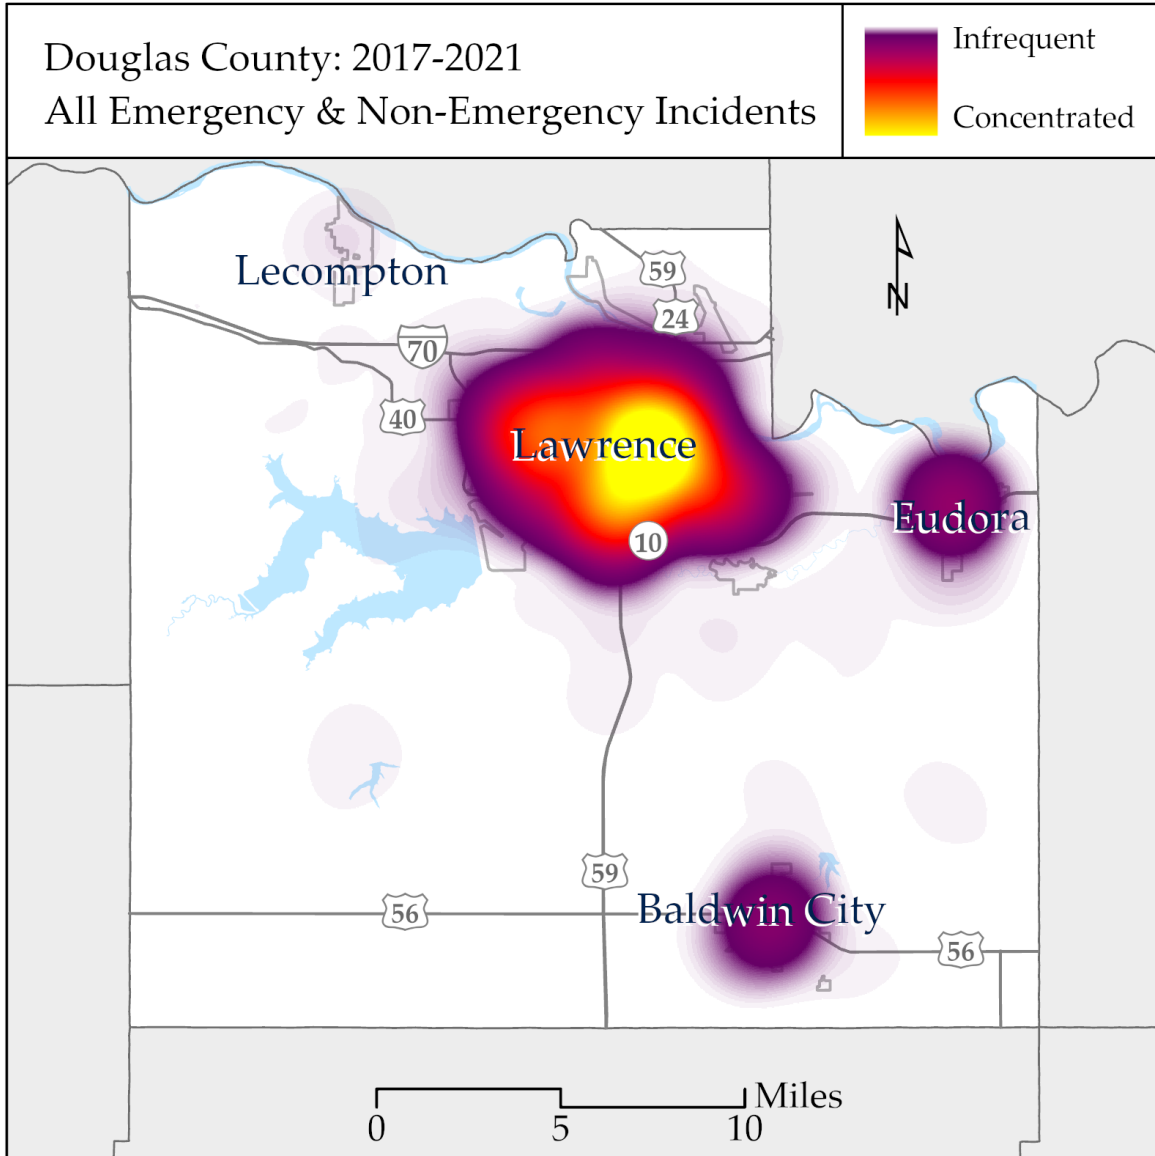 Douglas County: 2017-2021
All Emergency & Non-Emergency Incidents
Infrequent
Concentrated
Lecompton
59
24
N
70
40
Lawrence
Eudora
10
59
Baldwin City
56
56
Miles
0 5 10